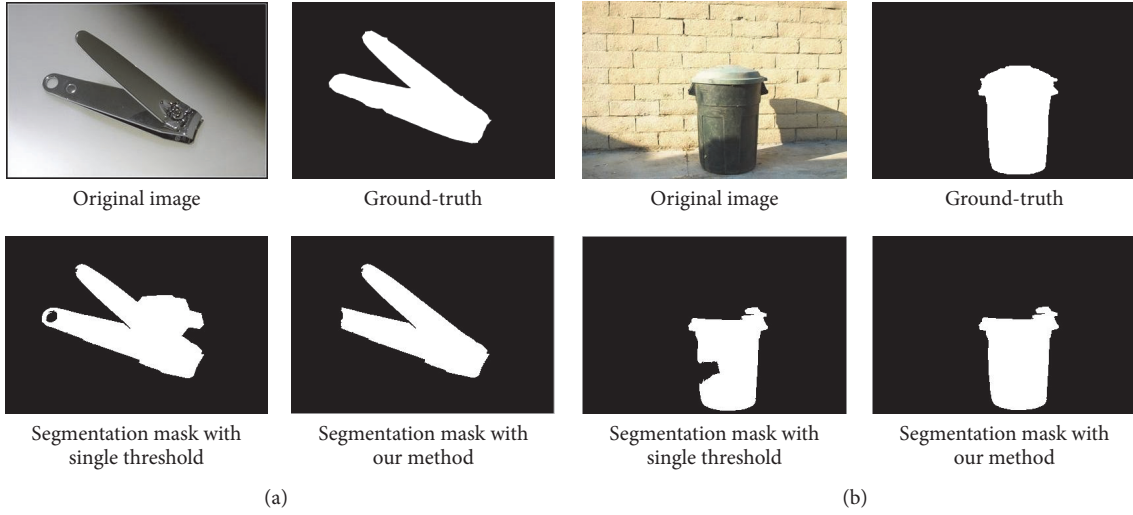 Original image
Ground-truth
Original image
Ground-truth
Segmentation mask with
single threshold
Segmentation mask with
our method
Segmentation mask with
single threshold
Segmentation mask with
our method
(a)
(b)